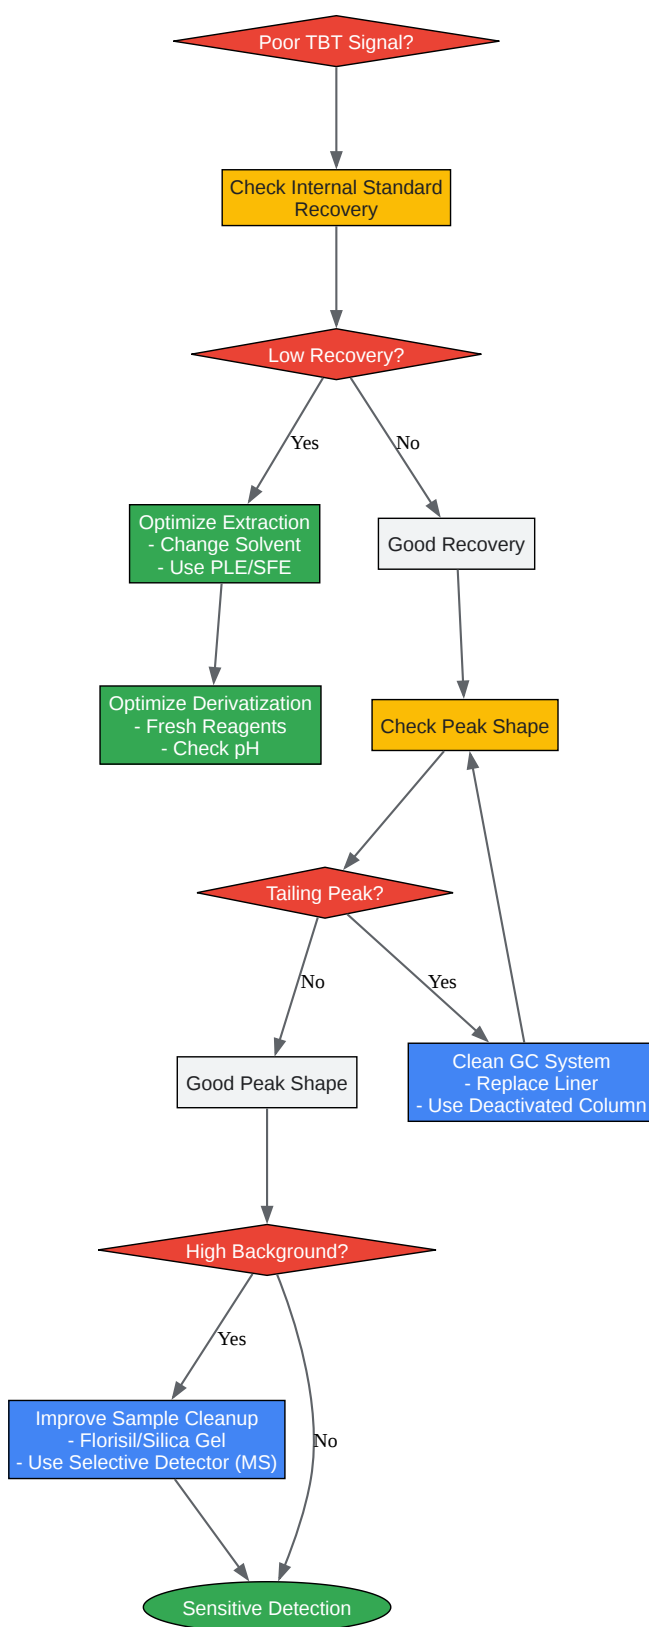 Poor TBT Signal?
Check Internal Standard
Recovery
Low Recovery?
Yes
No
Optimize Extraction
- Change Solvent
- Use PLE/SFE
Good Recovery
Optimize Derivatization
- Fresh Reagents
- Check pH
Check Peak Shape
Tailing Peak?
No
Yes
Good Peak Shape
Clean GC System
- Replace Liner
- Use Deactivated Column
High Background?
Yes
No
Improve Sample Cleanup
- Florisil/Silica Gel
- Use Selective Detector (MS)
Sensitive Detection